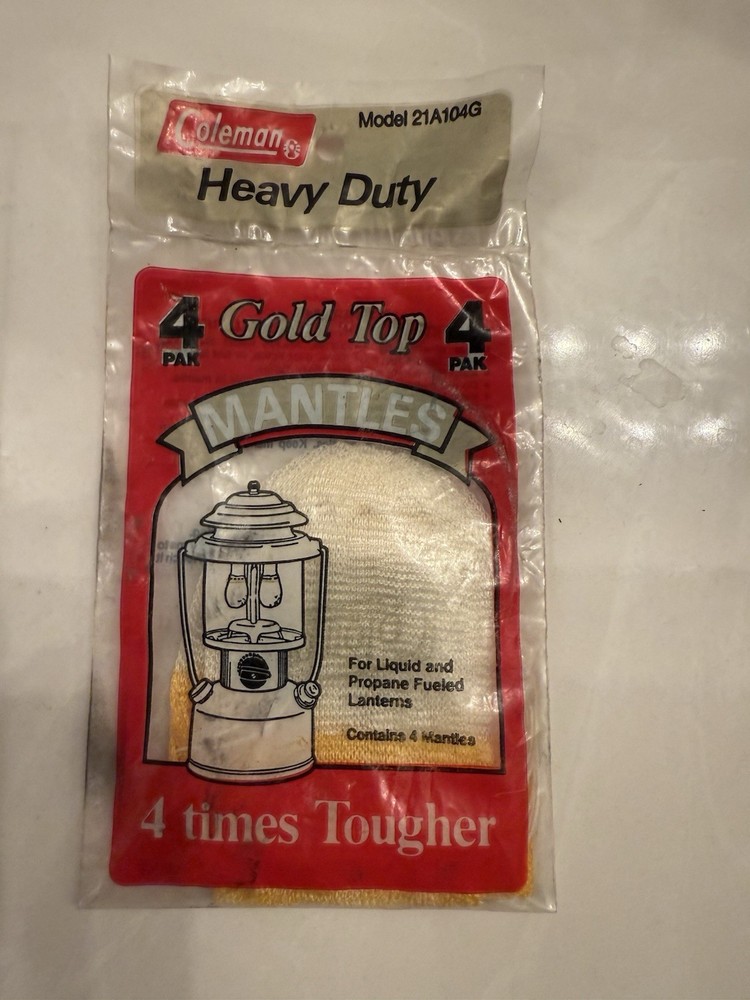 Coleman
Model 21A104G
Heavy Duty
4 PAK
Gold Top
4 PAK
MANTLES
For Liquid and
Propane Fueled
Lanterns
Contains 4 Mantles
4 times Tougher